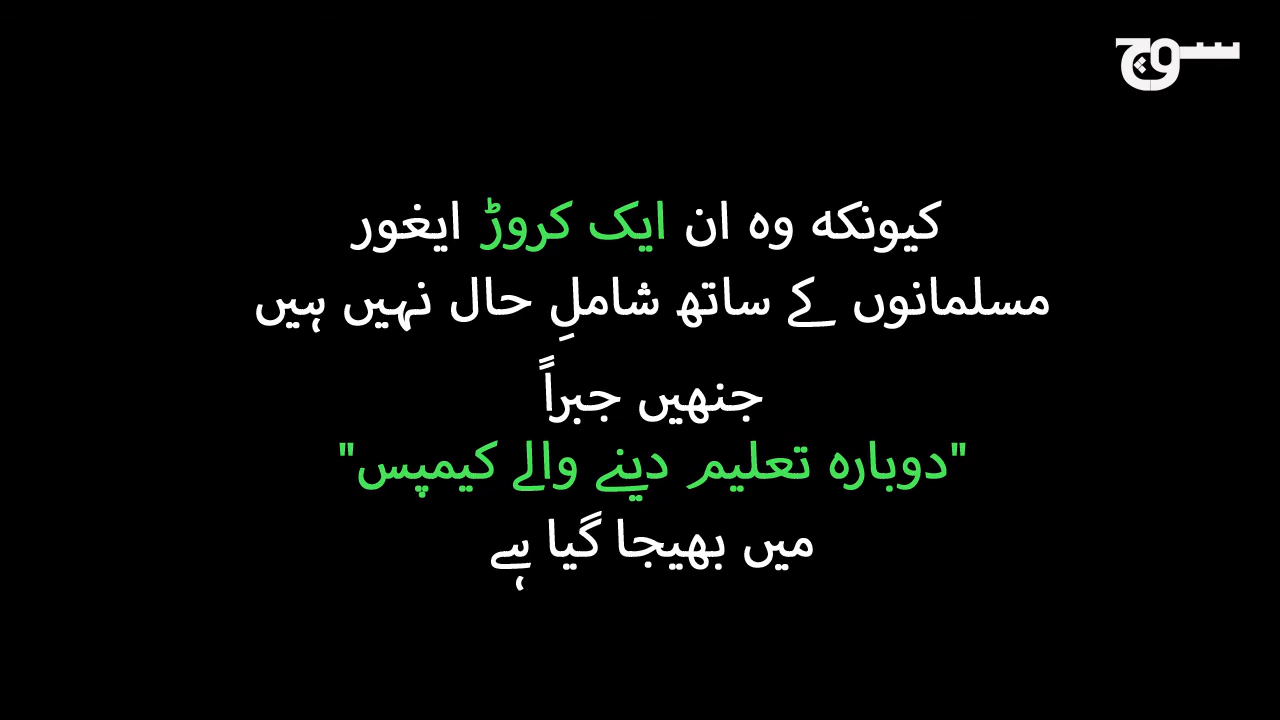 سوچ
کیونکہ وہ ان ایک کروڑ ایغور
مسلمانوں کے ساتھ شاملِ حال نہیں ہیں
جنھیں جبراً
"دوبارہ تعلیم دینے والے کیمپس"
میں بھیجا گیا ہے